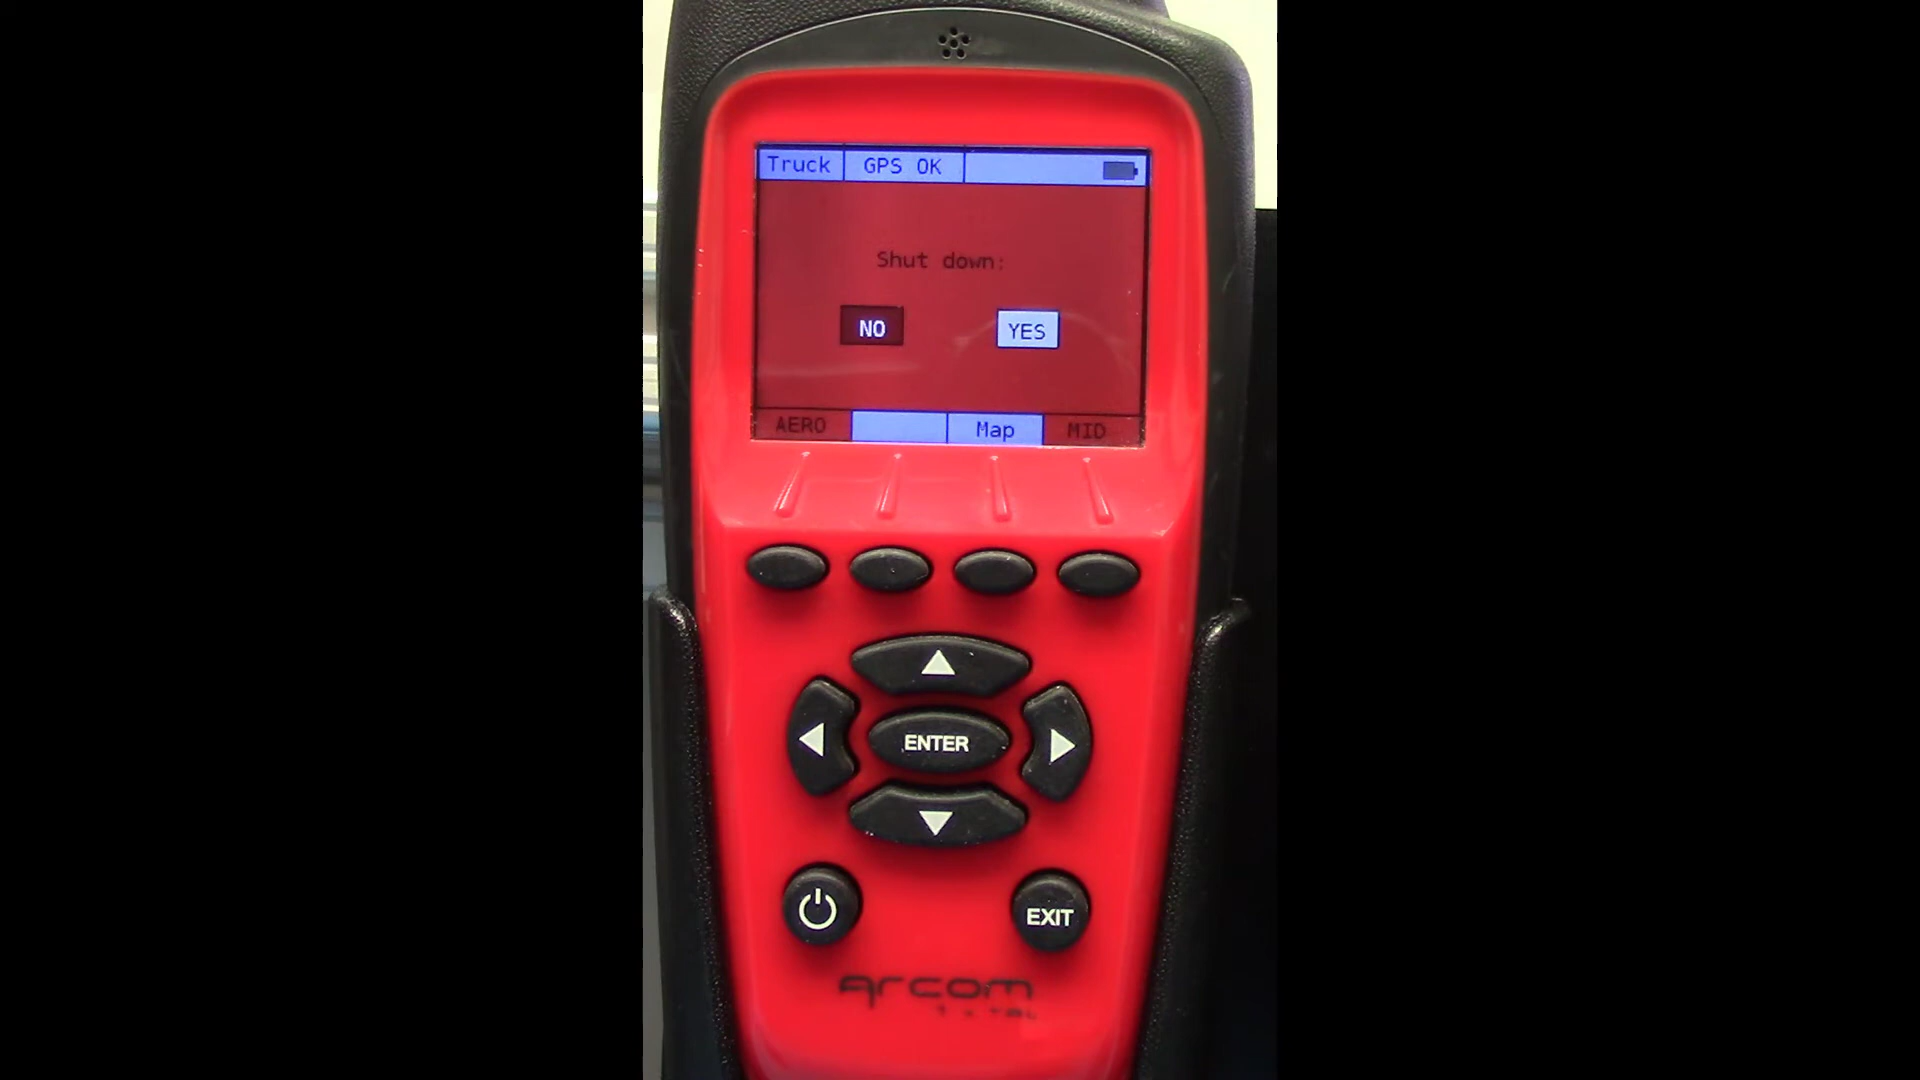 Truck GPS OK
Shut down:
NO YES
AERO Map MID
ENTER
EXIT
arcom